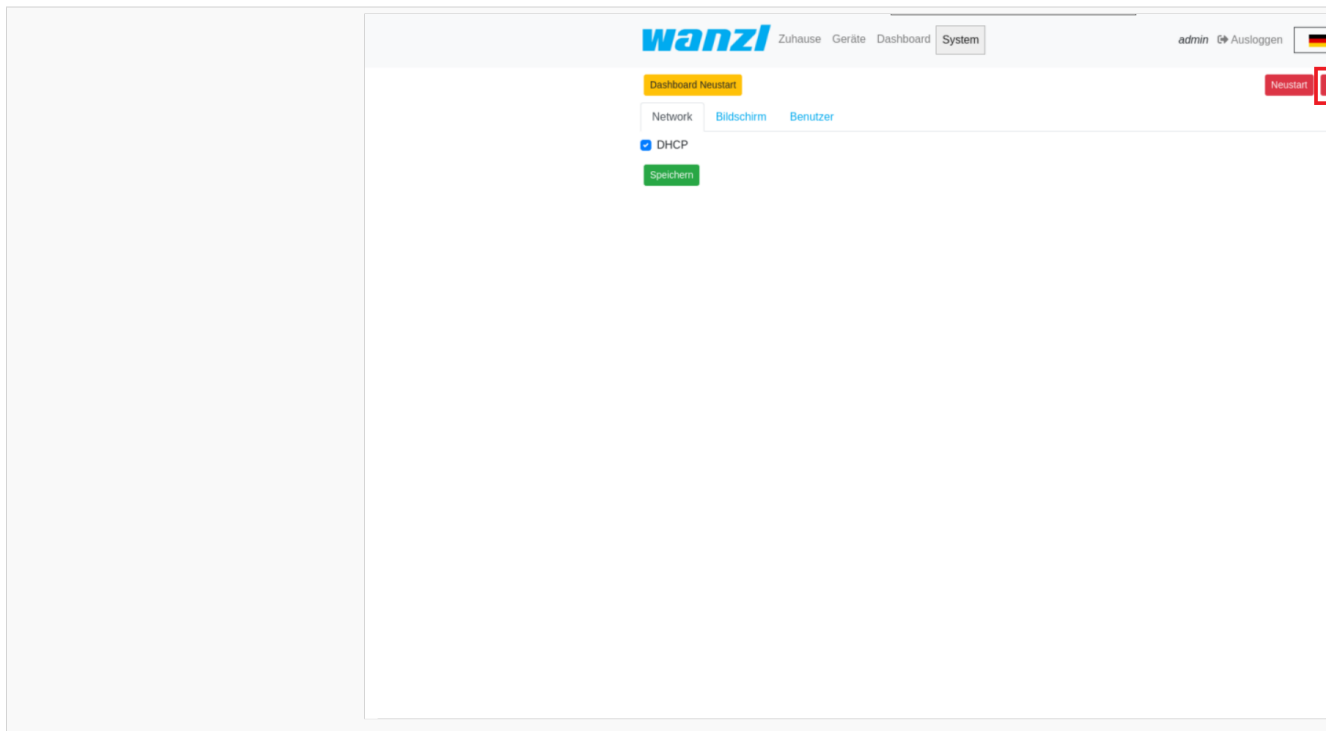 wanzl Zuhause Geräte Dashboard System admin Ausloggen
Dashboard Neustart Neustart
Network Bildschirm Benutzer
DHCP
Speichern